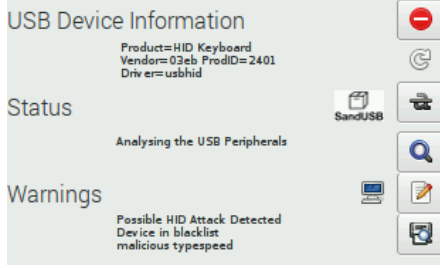 USB Device Information
Product=HID Keyboard
Vendor=03eb ProdID=2401
Driver=usbhid
Status
SandUSB
Analysing the USB Peripherals
Warnings
Possible HID Attack Detected
Device in blacklist
malicious typespeed